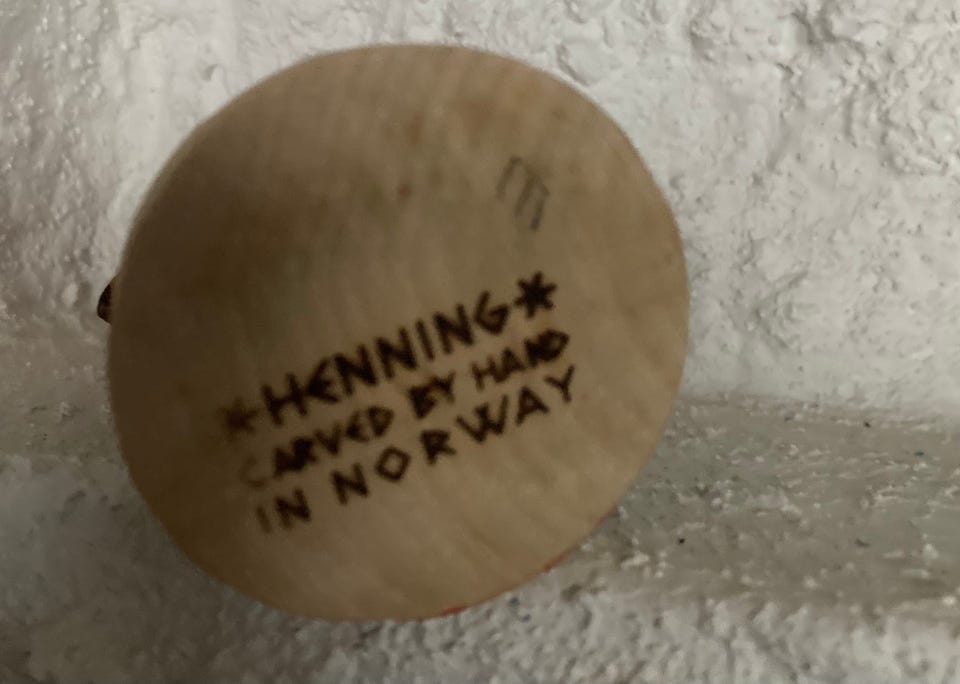 *HENNING*
CARVED BY HAND
IN NORWAY